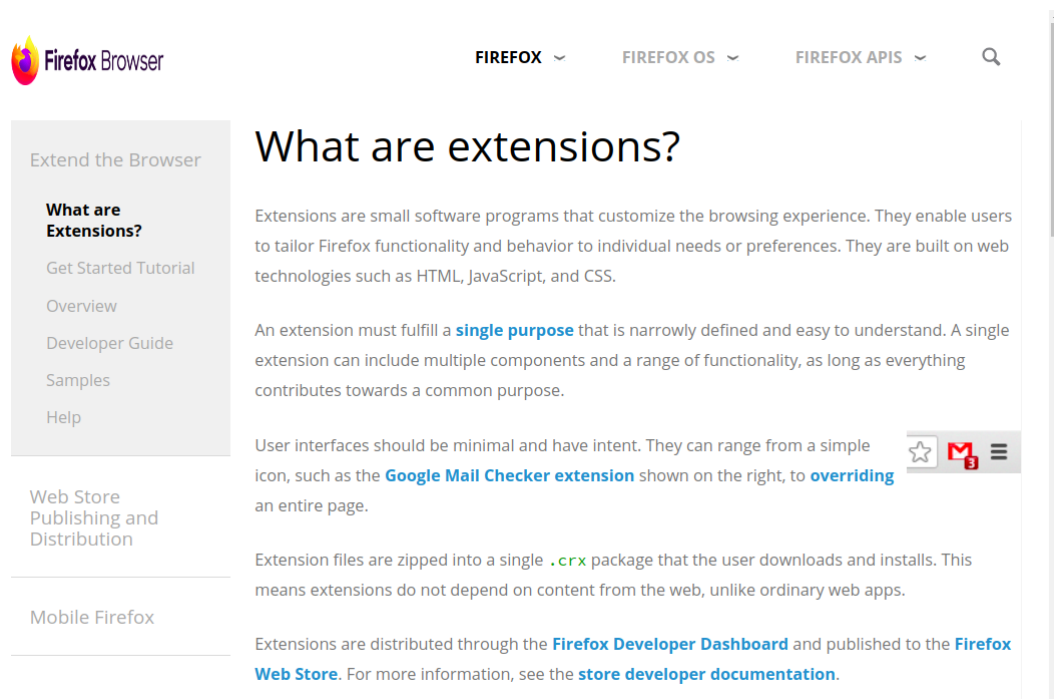 Firefox Browser
FIREFOX
FIREFOX OS
FIREFOX APIS
Extend the Browser
What are
Extensions?
Get Started Tutorial
Overview
Developer Guide
Samples
Help
Web Store
Publishing and
Distribution
Mobile Firefox
What are extensions?
Extensions are small software programs that customize the browsing experience. They enable users
to tailor Firefox functionality and behavior to individual needs or preferences. They are built on web
technologies such as HTML, JavaScript, and CSS.
An extension must fulfill a single purpose that is narrowly defined and easy to understand. A single
extension can include multiple components and a range of functionality, as long as everything
contributes towards a common purpose.
User interfaces should be minimal and have intent. They can range from a simple
icon, such as the Google Mail Checker extension shown on the right, to overriding
an entire page.
3
Extension files are zipped into a single .crx package that the user downloads and installs. This
means extensions do not depend on content from the web, unlike ordinary web apps.
Extensions are distributed through the Firefox Developer Dashboard and published to the Firefox
Web Store. For more information, see the store developer documentation.